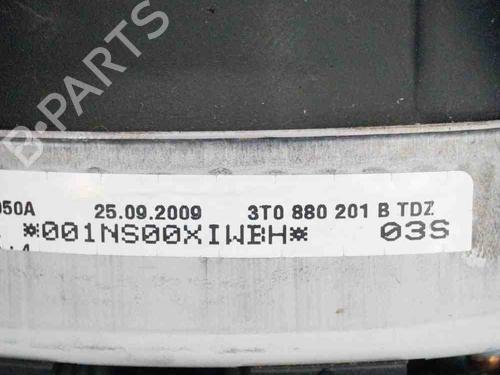 B-PARTS
050A 25.09.2009 3T0 880 201 B TDZ
*001NS00XIWBH* 03S